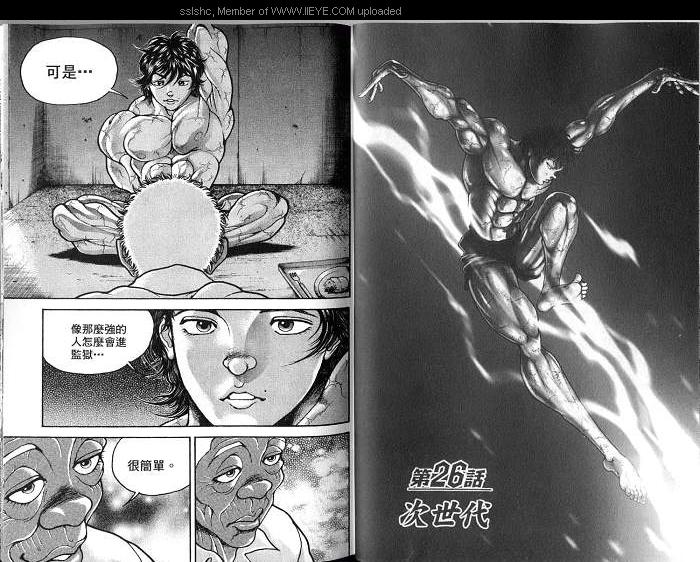 sslshc, Member of WWW.IIEYE.COM uploaded
可是⋯
像那麼強的
人怎麼會進
監獄⋯
很簡單。
第26話
次世代